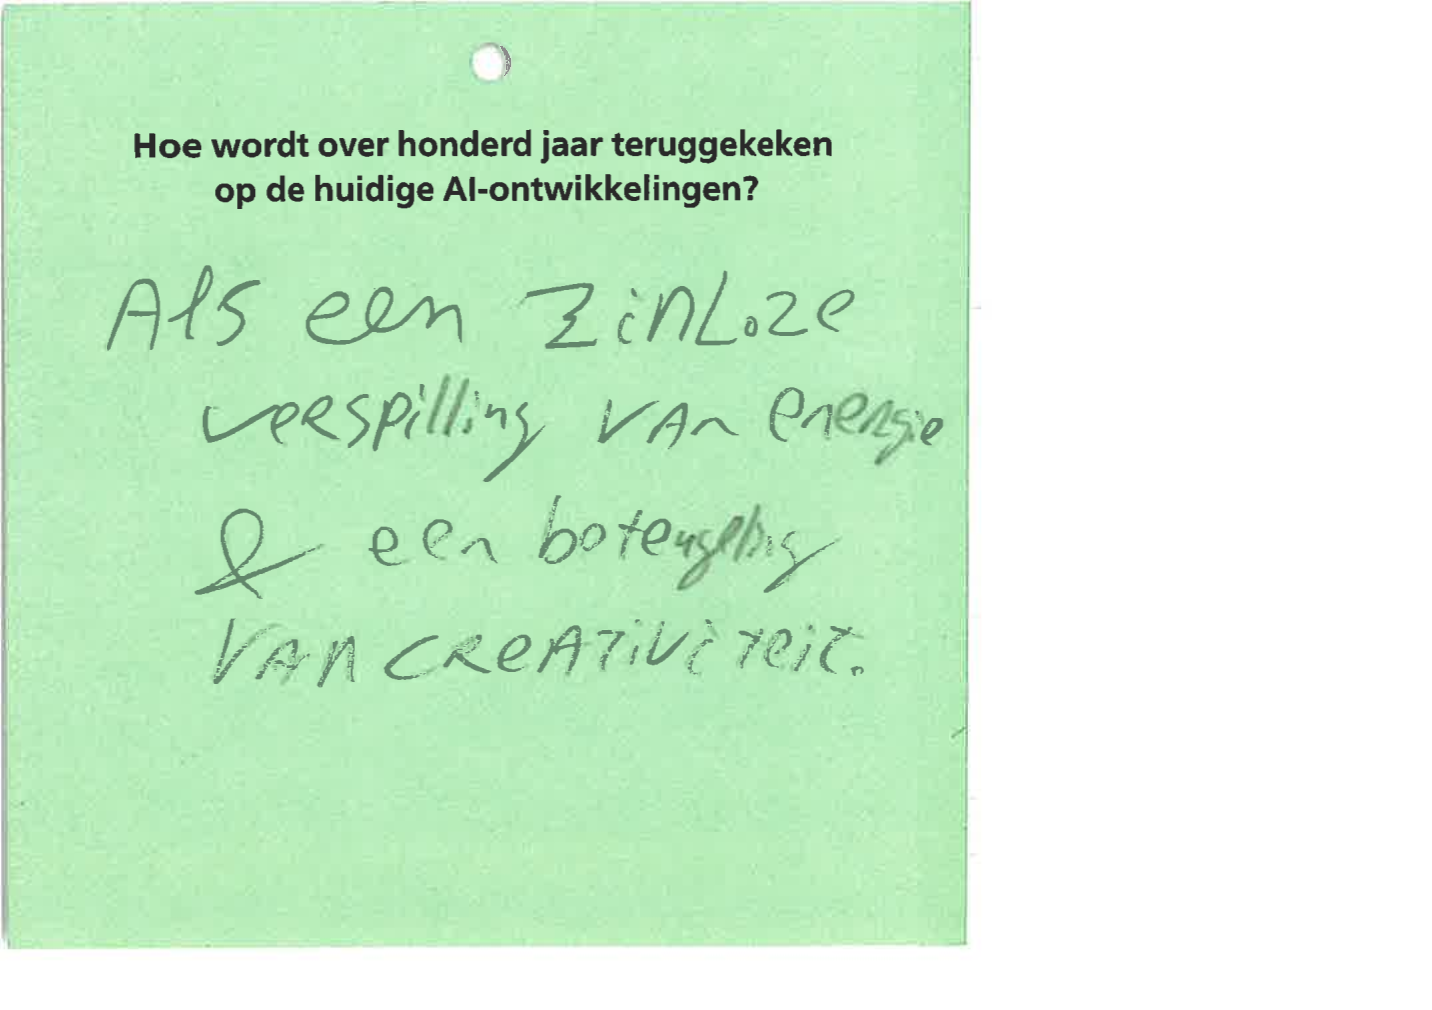 Hoe wordt over honderd jaar teruggekeken
op de huidige AI-ontwikkelingen?
Als een zinloze
verspilling van energie
& een
van creativiteit.